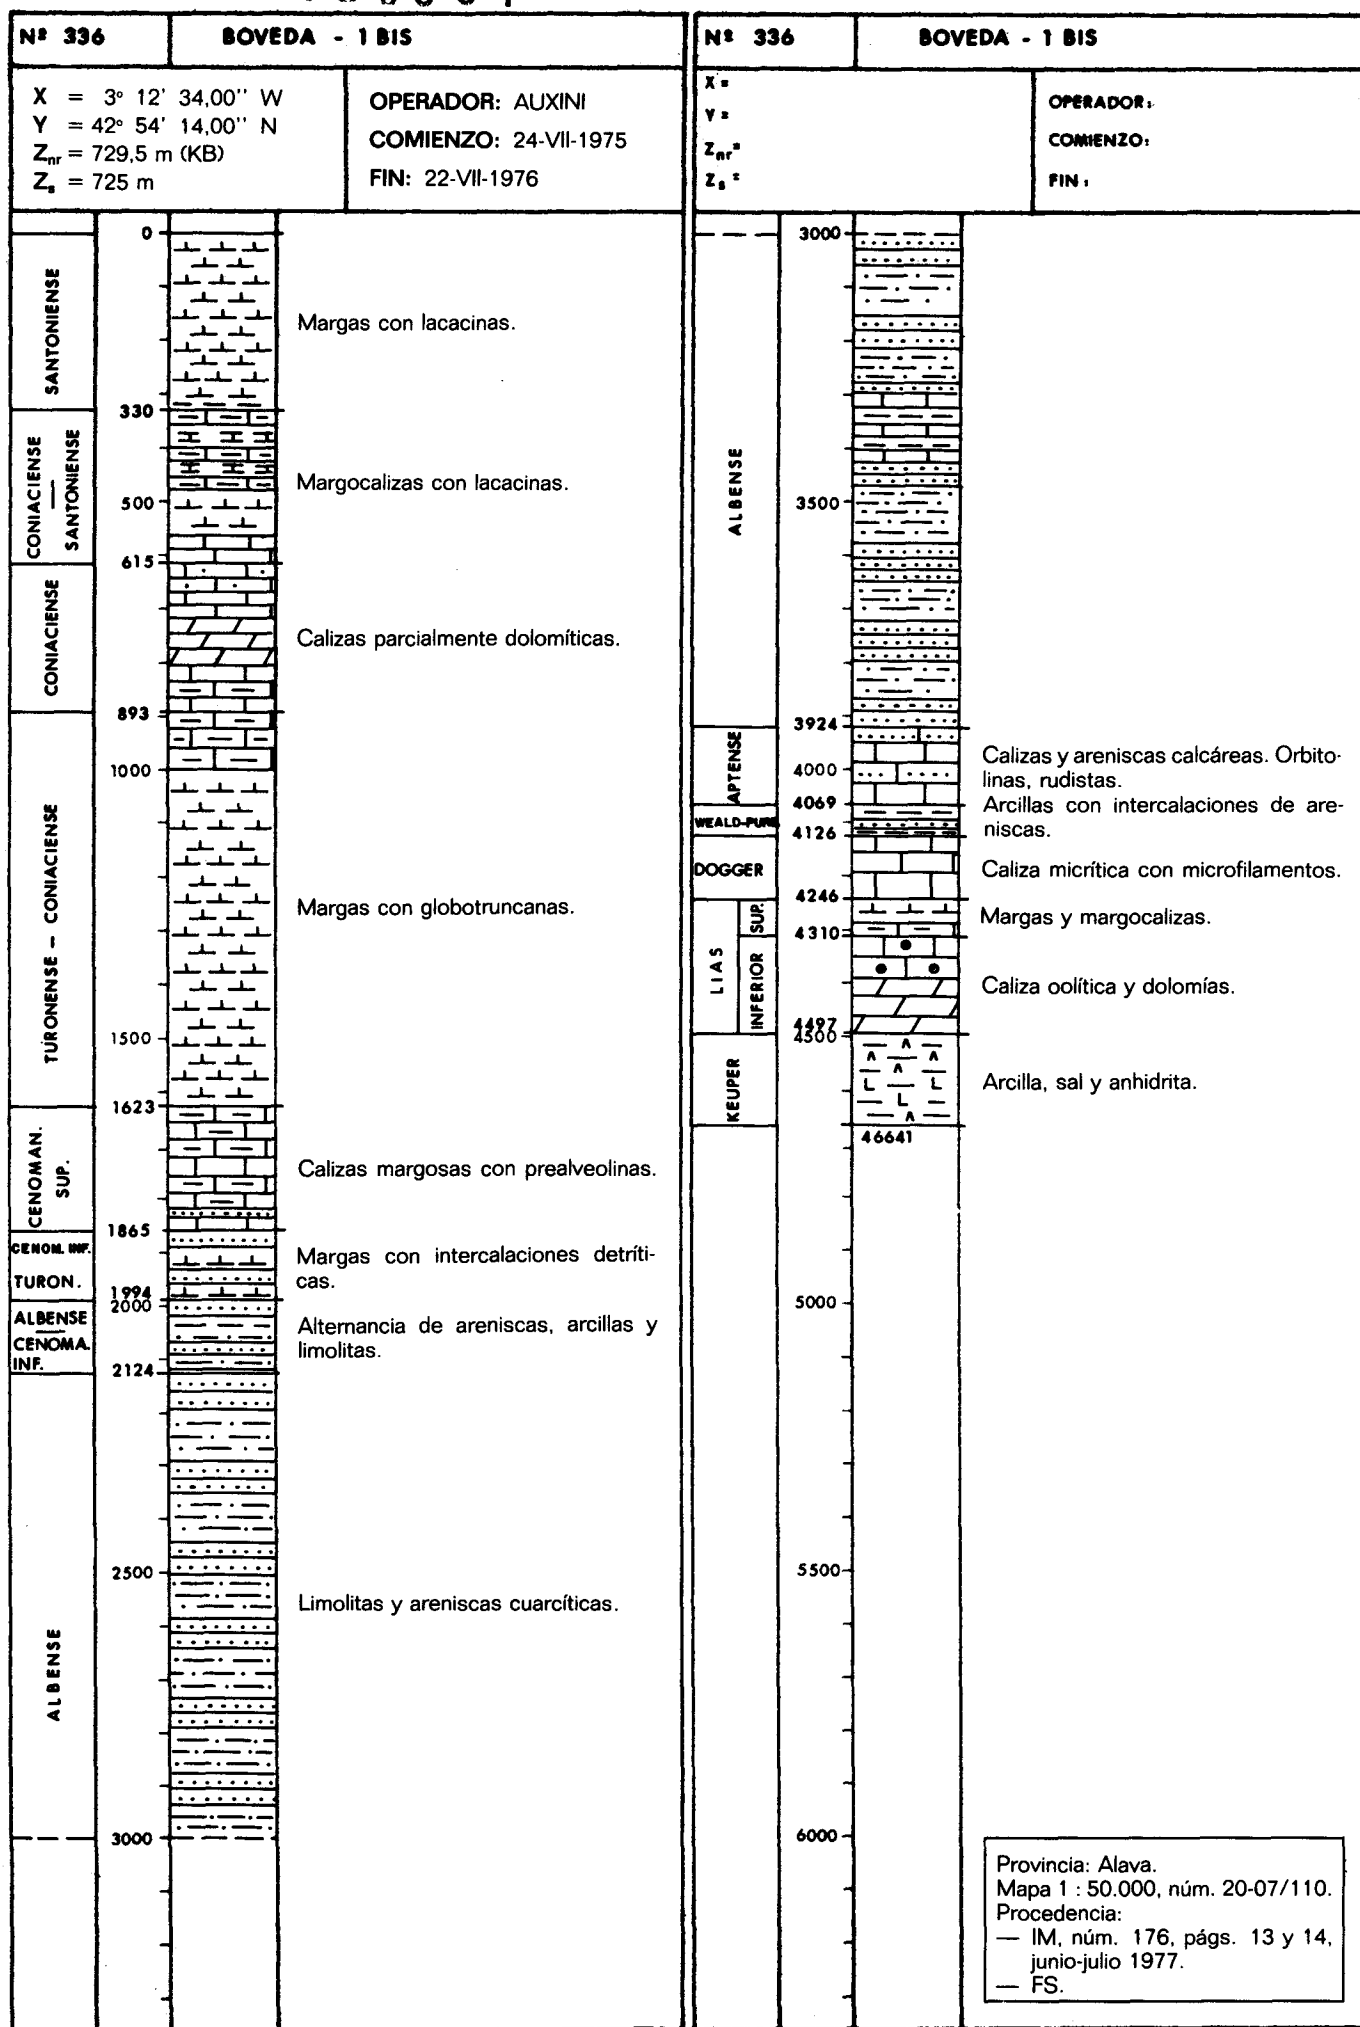 Nº 336
BOVEDA - 1 BIS
X = 3º 12' 34,00'' W
Y = 42º 54' 14,00'' N
Znr = 729,5 m (KB)
Zs = 725 m
OPERADOR: AUXINI
COMIENZO: 24-VII-1975
FIN: 22-VII-1976
0
SANTONIENSE
Margas con lacacinas.
330
CONIACIENSE
—
SANTONIENSE
Margocalizas con lacacinas.
500
615
CONIACIENSE
Calizas parcialmente dolomíticas.
893
1000
TURONENSE – CONIACIENSE
Margas con globotruncanas.
1500
1623
CENOMAN.
SUP.
Calizas margosas con prealveolinas.
1865
CENOM. INF.
TURON.
Margas con intercalaciones detríti-
cas.
1994
2000
ALBENSE
CENOMA.
INF.
Alternancia de areniscas, arcillas y
limolitas.
2124
2500
ALBENSE
Limolitas y areniscas cuarcíticas.
3000
Nº 336
BOVEDA - 1 BIS
X =
Y =
Znr=
Zs =
OPERADOR:
COMIENZO:
FIN:
3000
ALBENSE
3500
3924
APTENSE
4000
Calizas y areniscas calcáreas. Orbito-
linas, rudistas.
4069
WEALD-PURB
Arcillas con intercalaciones de are-
niscas.
4126
DOGGER
Caliza micrítica con microfilamentos.
4246
LIAS
SUP.
Margas y margocalizas.
4310
INFERIOR
Caliza oolítica y dolomías.
4497
4500
KEUPER
Arcilla, sal y anhidrita.
46641
5000
5500
6000
Provincia: Alava.
Mapa 1 : 50.000, núm. 20-07/110.
Procedencia:
— IM, núm. 176, págs. 13 y 14,
junio-julio 1977.
— FS.